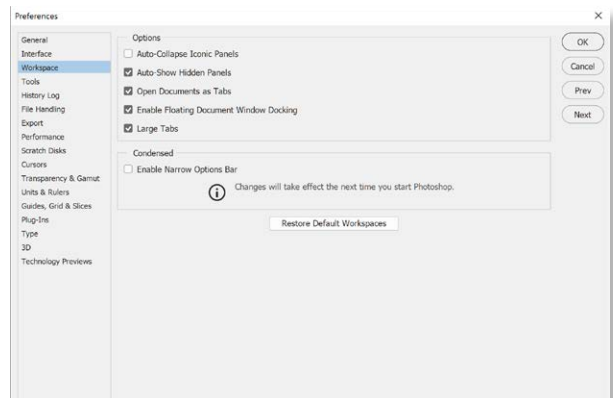 Preferences
General
Interface
Workspace
Tools
History Log
File Handling
Export
Performance
Scratch Disks
Cursors
Transparency & Gamut
Units & Rulers
Guides, Grid & Slices
Plug-Ins
Type
3D
Technology Previews
Options
Auto-Collapse Iconic Panels
Auto-Show Hidden Panels
Open Documents as Tabs
Enable Floating Document Window Docking
Large Tabs
Condensed
Enable Narrow Options Bar
Changes will take effect the next time you start Photoshop.
Restore Default Workspaces
OK
Cancel
Prev
Next